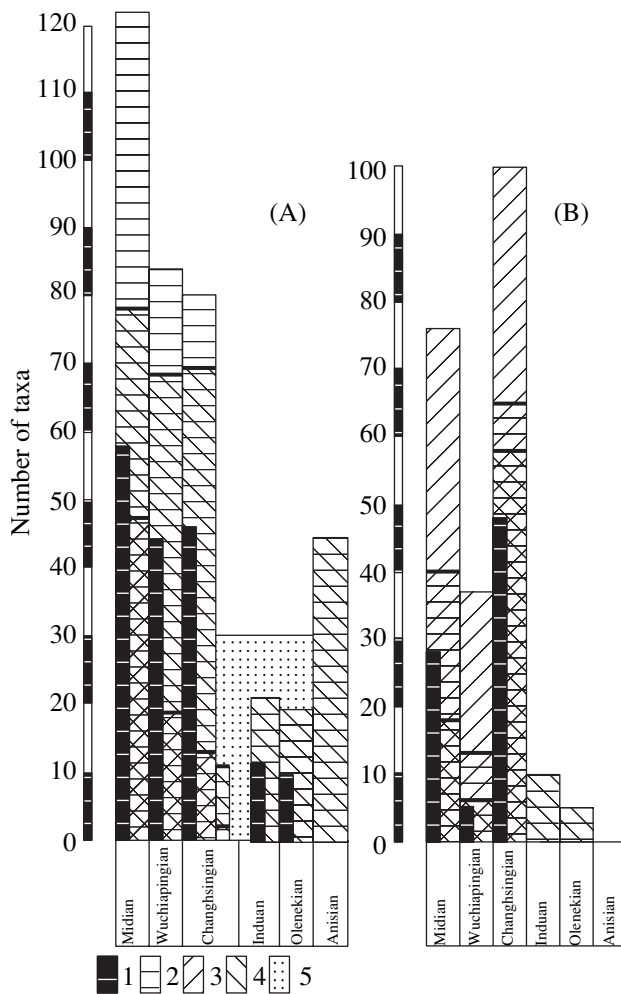 Number of taxa
120
110
100
90
80
70
60
50
40
30
20
10
0
(A)
Midian
Wuchiapingian
Changhsingian
Induan
Olenekian
Anisian
100
90
80
70
60
50
40
30
20
10
0
(B)
Midian
Wuchiapingian
Changhsingian
Induan
Olenekian
Anisian
1 2 3 4 5